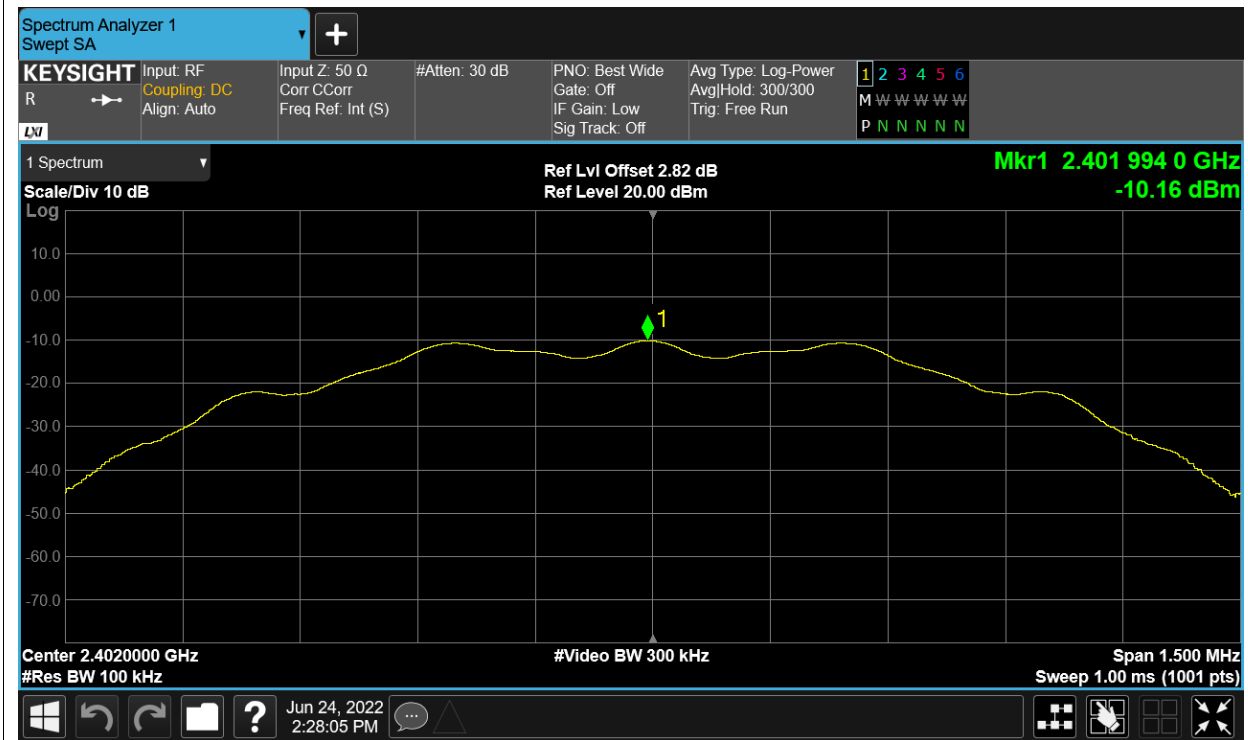 Spectrum Analyzer 1
Swept SA
+
KEYSIGHT
R
LXI
Input: RF
Coupling: DC
Align: Auto
Input Z: 50 Ω
Corr CCorr
Freq Ref: Int (S)
#Atten: 30 dB
PNO: Best Wide
Gate: Off
IF Gain: Low
Sig Track: Off
Avg Type: Log-Power
Avg|Hold: 300/300
Trig: Free Run
1 2 3 4 5 6
M W W W W W
P N N N N N
1 Spectrum
Scale/Div 10 dB
Log
Ref Lvl Offset 2.82 dB
Ref Level 20.00 dBm
Mkr1 2.401 994 0 GHz
-10.16 dBm
10.0
0.00
1
-10.0
-20.0
-30.0
-40.0
-50.0
-60.0
-70.0
Center 2.4020000 GHz
#Res BW 100 kHz
#Video BW 300 kHz
Span 1.500 MHz
Sweep 1.00 ms (1001 pts)
?
Jun 24, 2022
2:28:05 PM